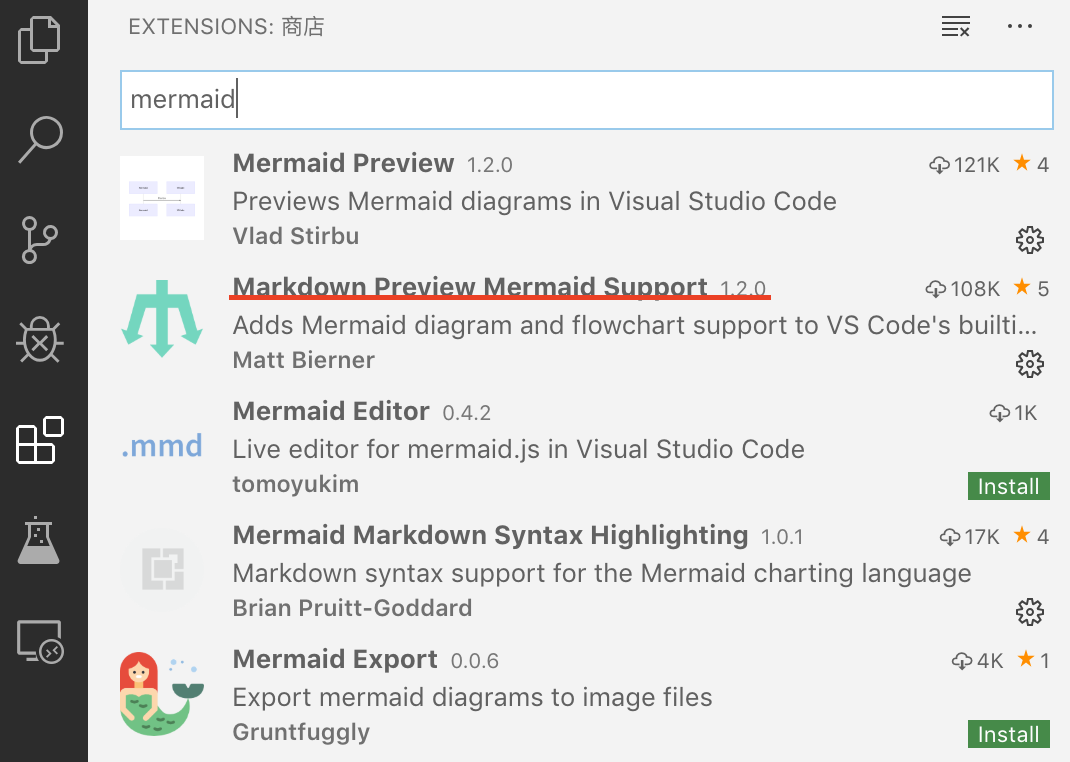 EXTENSIONS: 商店
mermaid
Mermaid Preview 1.2.0 121K 4
Previews Mermaid diagrams in Visual Studio Code
Vlad Stirbu
Markdown Preview Mermaid Support 1.2.0 108K 5
Adds Mermaid diagram and flowchart support to VS Code's builti...
Matt Bierner
Mermaid Editor 0.4.2 1K
.mmd
Live editor for mermaid.js in Visual Studio Code
tomoyukim Install
Mermaid Markdown Syntax Highlighting 1.0.1 17K 4
Markdown syntax support for the Mermaid charting language
Brian Pruitt-Goddard
Mermaid Export 0.0.6 4K 1
Export mermaid diagrams to image files
Gruntfuggly Install